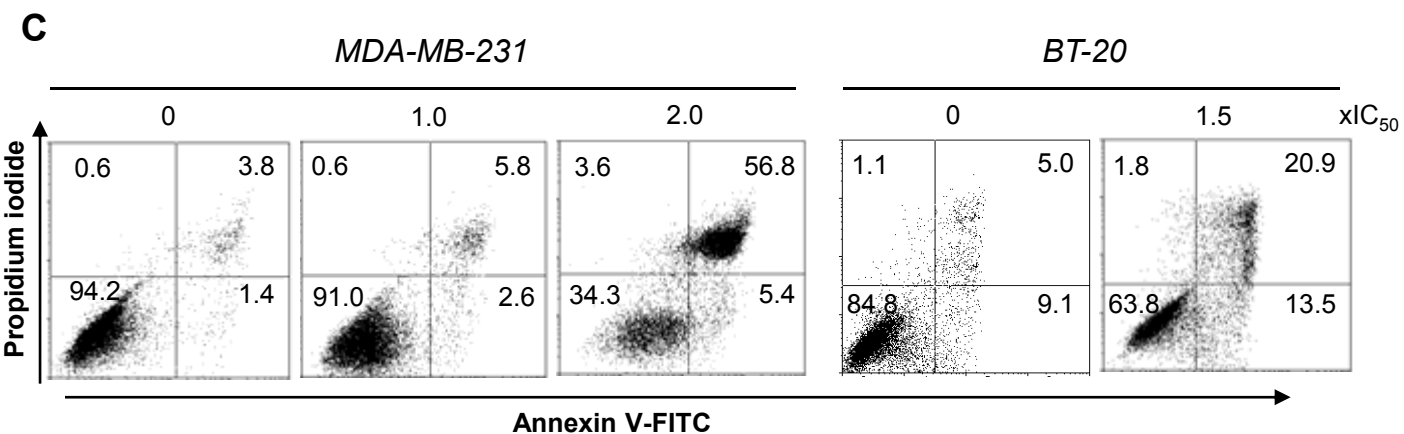 C
MDA-MB-231 BT-20
0 1.0 2.0 0 1.5 xIC50
Propidium iodide
0.6 3.8 0.6 5.8 3.6 56.8 1.1 5.0 1.8 20.9
94.2 1.4 91.0 2.6 34.3 5.4 84.8 9.1 63.8 13.5
Annexin V-FITC